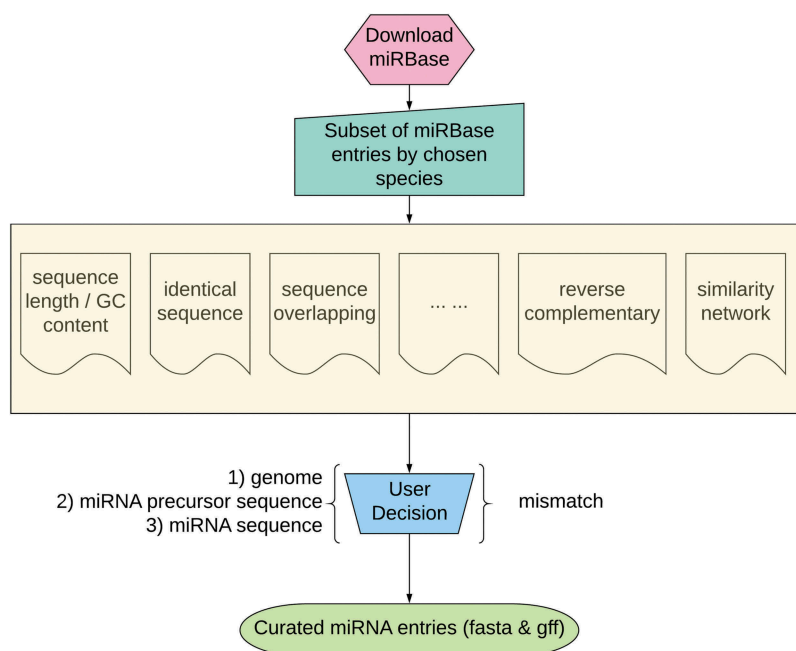 Download
miRBase
Subset of miRBase
entries by chosen
species
sequence
length / GC
content
identical
sequence
sequence
overlapping
... ...
reverse
complementary
similarity
network
1) genome
2) miRNA precursor sequence
3) miRNA sequence
User
Decision
mismatch
Curated miRNA entries (fasta & gff)